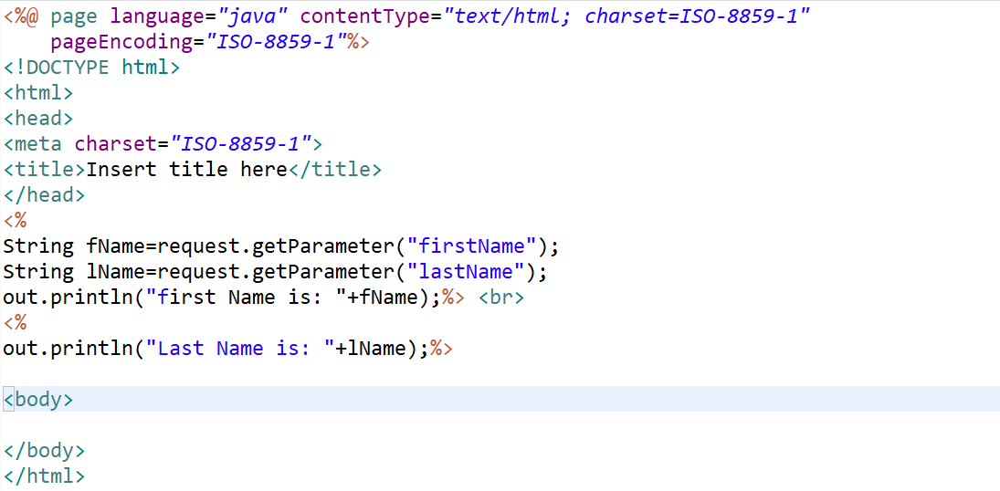 <%@ page language="java" contentType="text/html; charset=ISO-8859-1"
    pageEncoding="ISO-8859-1"%>
<!DOCTYPE html>
<html>
<head>
<meta charset="ISO-8859-1">
<title>Insert title here</title>
</head>
<%
String fName=request.getParameter("firstName");
String lName=request.getParameter("lastName");
out.println("first Name is: "+fName);%> <br>
<%
out.println("Last Name is: "+lName);%>
<body>
</body>
</html>